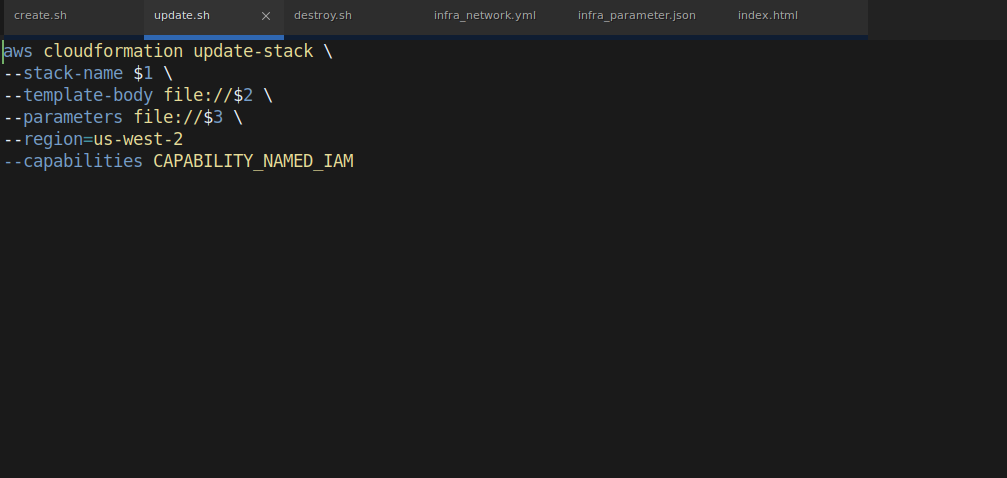 create.sh update.sh × destroy.sh infra_network.yml infra_parameter.json index.html
aws cloudformation update-stack \
--stack-name $1 \
--template-body file://$2 \
--parameters file://$3 \
--region=us-west-2
--capabilities CAPABILITY_NAMED_IAM